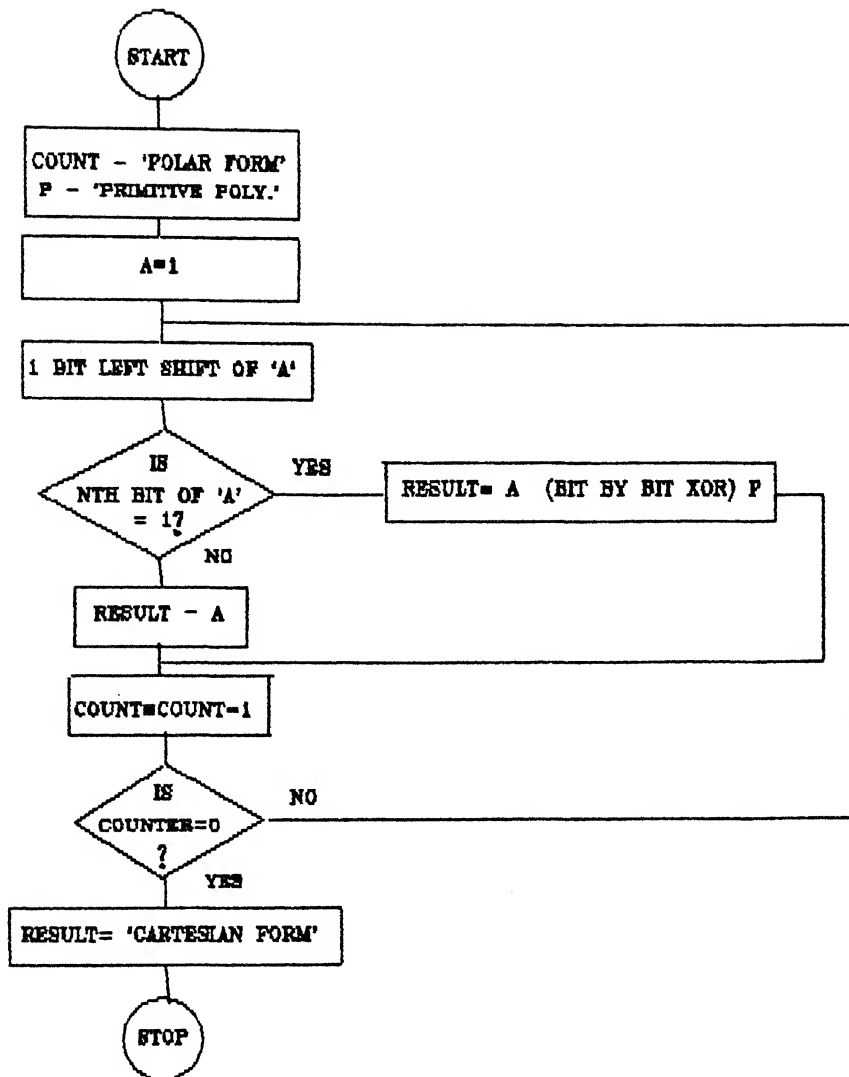 START
COUNT - 'POLAR FORM'
P - 'PRIMITIVE POLY.'
A=1
1 BIT LEFT SHIFT OF 'A'
IS
NTH BIT OF 'A'
= 1?
YES
RESULT= A (BIT BY BIT XOR) P
NO
RESULT - A
COUNT=COUNT-1
IS
COUNTER=0
?
NO
YES
RESULT= 'CARTESIAN FORM'
STOP